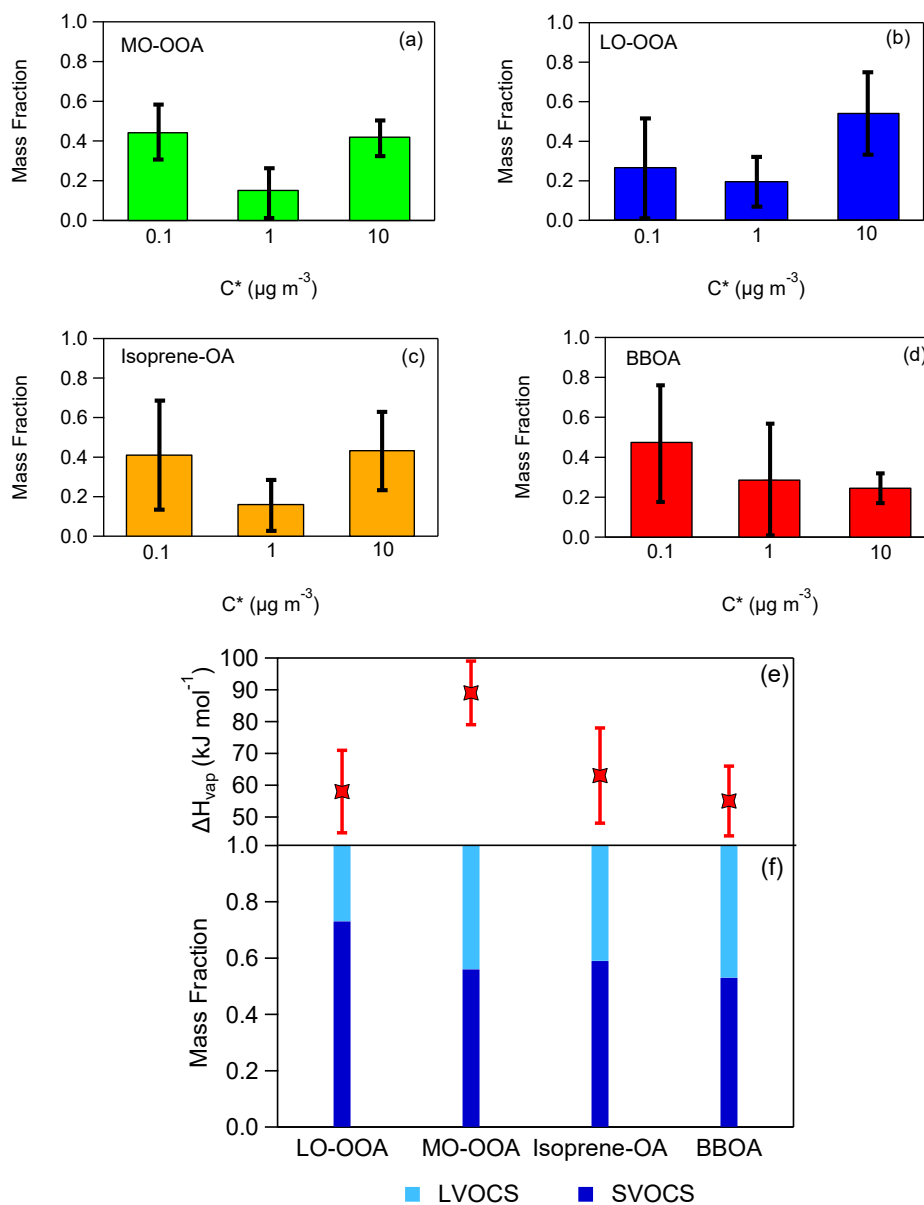 1.0
0.8
0.6
0.4
0.2
0.0
Mass Fraction
MO-OOA
(a)
0.1 1 10
C* (µg m-3)
1.0
0.8
0.6
0.4
0.2
0.0
Mass Fraction
LO-OOA
(b)
0.1 1 10
C* (µg m-3)
1.0
0.8
0.6
0.4
0.2
0.0
Mass Fraction
Isoprene-OA
(c)
0.1 1 10
C* (µg m-3)
1.0
0.8
0.6
0.4
0.2
0.0
Mass Fraction
BBOA
(d)
0.1 1 10
C* (µg m-3)
100
90
80
70
60
50
ΔHvap (kJ mol-1)
(e)
1.0
0.8
0.6
0.4
0.2
0.0
Mass Fraction
(f)
LO-OOA MO-OOA Isoprene-OA BBOA
LVOCS SVOCS